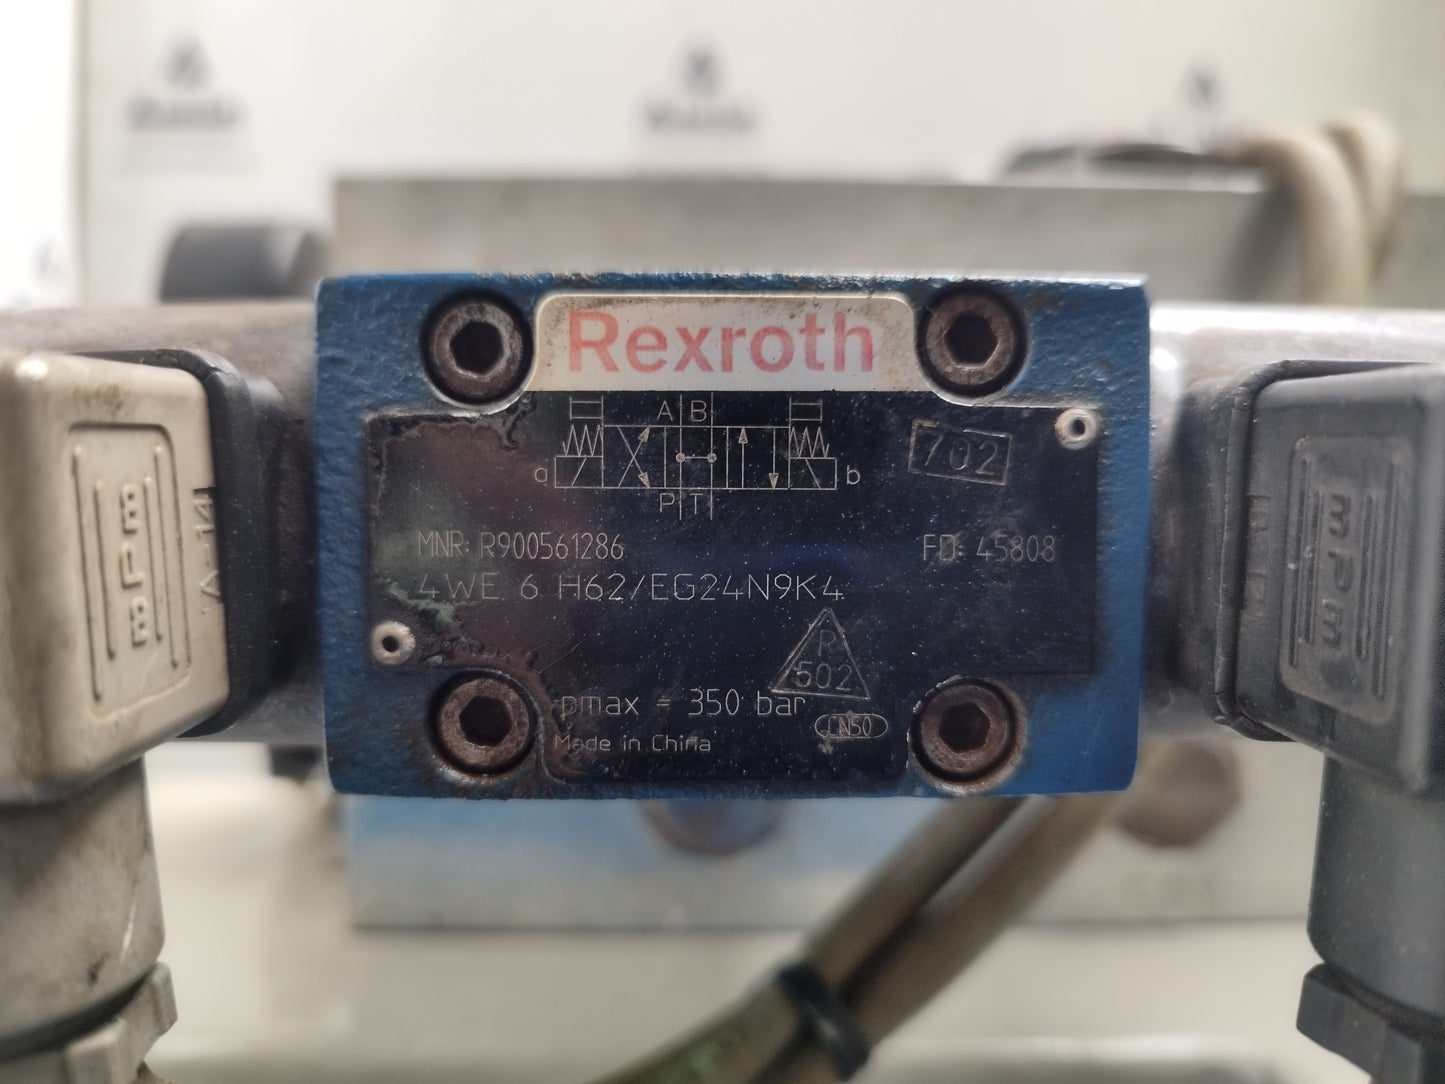 Rexroth
A B
702
a b
P T
MNR: R900561286 FD: 45808
4WE 6 H62/EG24N9K4
R
502
pmax - 350 bar
CN50
Made in China